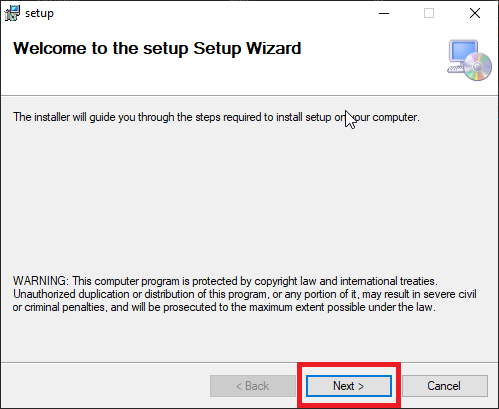 setup
Welcome to the setup Setup Wizard
The installer will guide you through the steps required to install setup on your computer.
WARNING: This computer program is protected by copyright law and international treaties.
Unauthorized duplication or distribution of this program, or any portion of it, may result in severe civil
or criminal penalties, and will be prosecuted to the maximum extent possible under the law.
< Back
Next >
Cancel